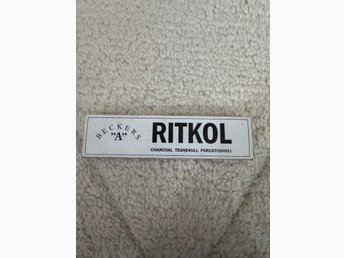 BECKERS
"A"
RITKOL
CHARCOAL TEGNEKULL PIIRUSTUSHIILI